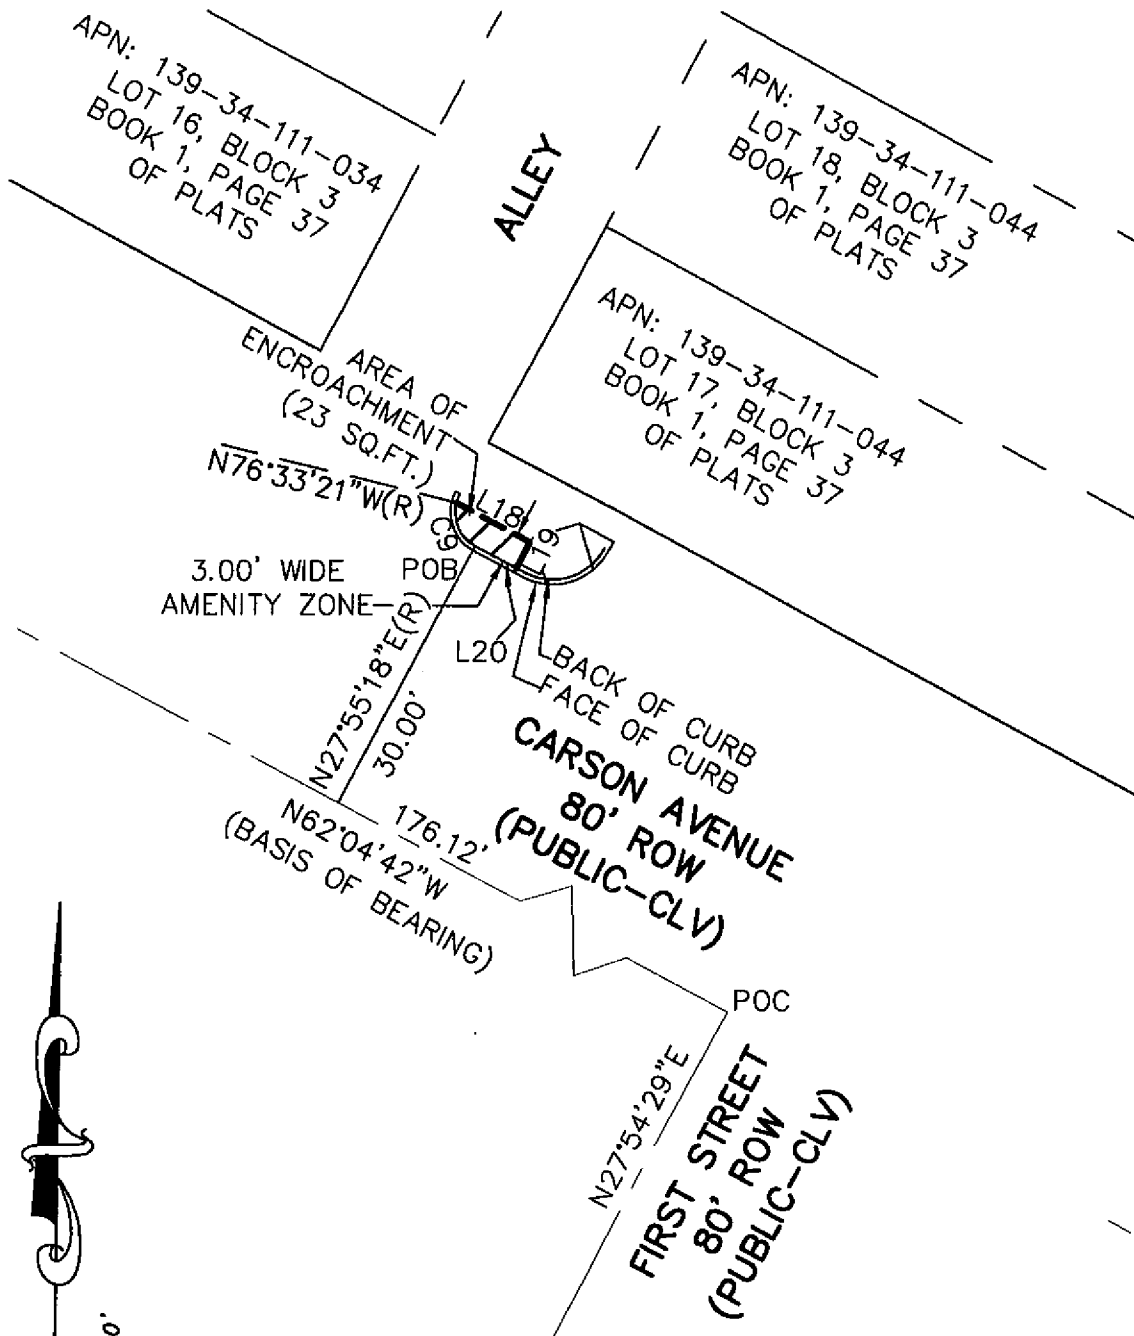 APN: 139-34-111-034
LOT 16, BLOCK 3
BOOK 1, PAGE 37
OF PLATS
ALLEY
APN: 139-34-111-044
LOT 18, BLOCK 3
BOOK 1, PAGE 37
OF PLATS
APN: 139-34-111-044
LOT 17, BLOCK 3
BOOK 1, PAGE 37
OF PLATS
AREA OF
ENCROACHMENT
(23 SQ.FT.)
N76°33'21"W(R)
L18
C9
L19
3.00' WIDE
AMENITY ZONE
POB
L20
BACK OF CURB
FACE OF CURB
N27°55'18"E(R)
30.00'
CARSON AVENUE
80' ROW
(PUBLIC-CLV)
176.12'
N62°04'42"W
(BASIS OF BEARING)
POC
N27°54'29"E
FIRST STREET
80' ROW
(PUBLIC-CLV)